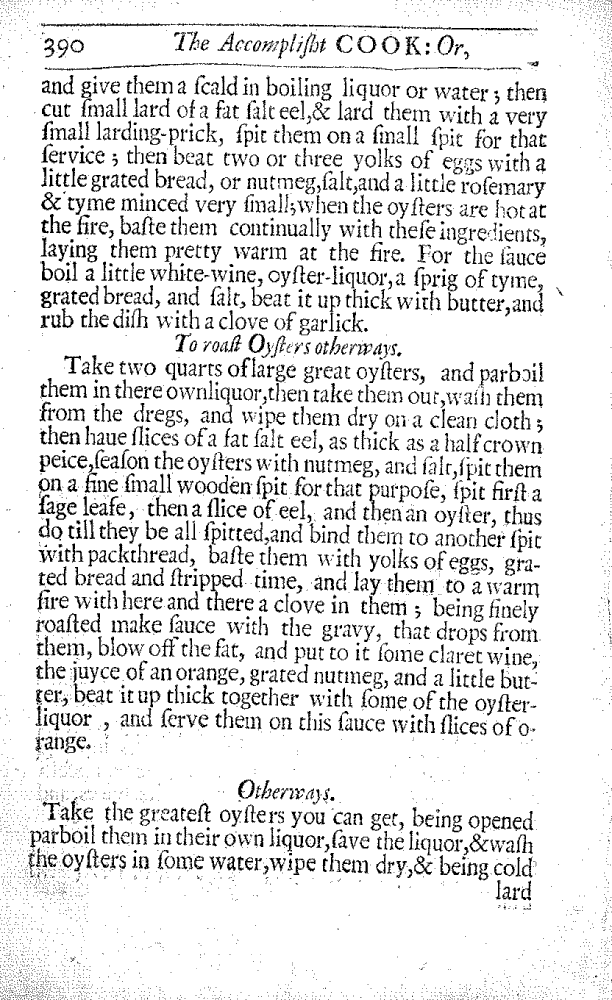 390 The Accompliſht COOK: Or,
and give them a ſcald in boiling liquor or water; then
cut ſmall lard of a fat ſalt eel,& lard them with a very
ſmall larding-prick, ſpit them on a ſmall ſpit for that
ſervice; then beat two or three yolks of eggs with a
little grated bread, or nutmeg,ſalt,and a little roſemary
& tyme minced very ſmall;when the oyſters are hot at
the fire, baſte them continually with theſe ingredients,
laying them pretty warm at the fire. For the ſauce
boil a little white-wine, oyſter-liquor,a ſprig of tyme,
grated bread, and ſalt, beat it up thick with butter,and
rub the diſh with a clove of garlick.
To roaſt Oyſters otherways.
Take two quarts of large great oyſters, and parboil
them in there ownliquor,then take them out,waſh them
from the dregs, and wipe them dry on a clean cloth;
then haue ſlices of a fat ſalt eel, as thick as a half crown
peice,ſeaſon the oyſters with nutmeg, and ſalt,ſpit them
on a fine ſmall wooden ſpit for that purpoſe, ſpit firſt a
ſage leafe, then a ſlice of eel, and then an oyſter, thus
do till they be all ſpitted,and bind them to another ſpit
with packthread, baſte them with yolks of eggs, gra-
ted bread and ſtripped time, and lay them to a warm
fire with here and there a clove in them; being finely
roaſted make ſauce with the gravy, that drops from
them, blow off the fat, and put to it ſome claret wine,
the juyce of an orange, grated nutmeg, and a little but-
ter, beat it up thick together with ſome of the oyſter-
liquor , and ſerve them on this ſauce with ſlices of o-
range.
Otherways.
Take the greateſt oyſters you can get, being opened
parboil them in their own liquor,ſave the liquor,&waſh
the oyſters in ſome water,wipe them dry,& being cold
lard